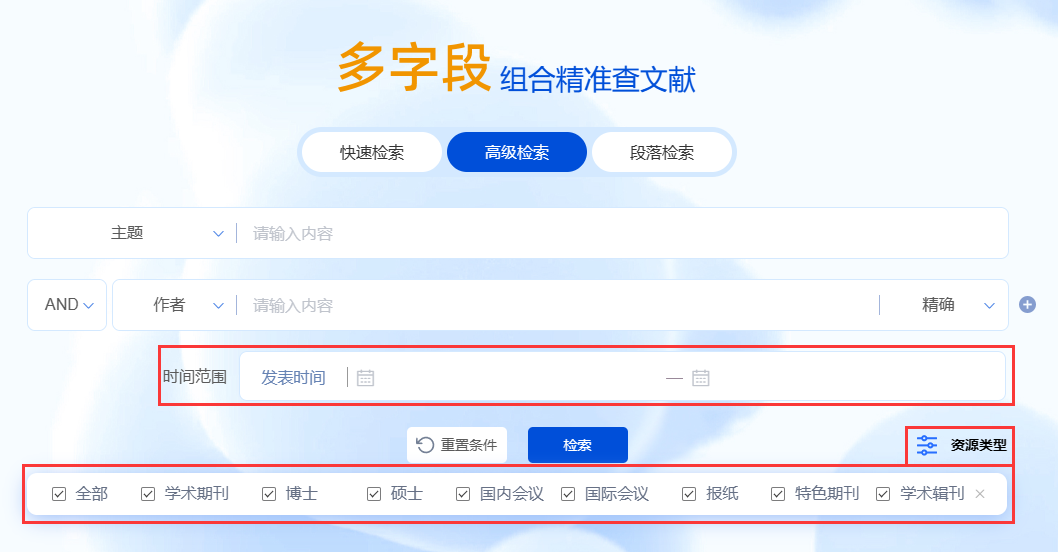 多字段 组合精准查文献
快速检索 高级检索 段落检索
主题 请输入内容
AND 作者 请输入内容 精确
时间范围 发表时间 —
重置条件 检索 资源类型
全部 学术期刊 博士 硕士 国内会议 国际会议 报纸 特色期刊 学术辑刊